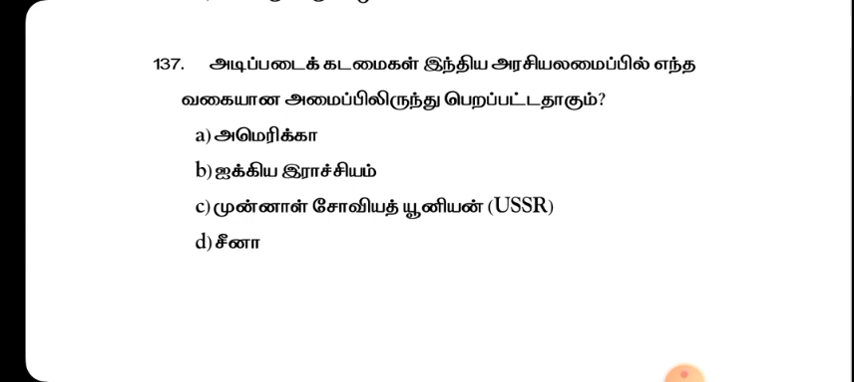 137. அடிப்படைக் கடமைகள் இந்திய அரசியலமைப்பில் எந்த
வகையான அமைப்பிலிருந்து பெறப்பட்டதாகும்?
a) அமெரிக்கா
b) ஐக்கிய இராச்சியம்
c) முன்னாள் சோவியத் யூனியன் (USSR)
d) சீனா